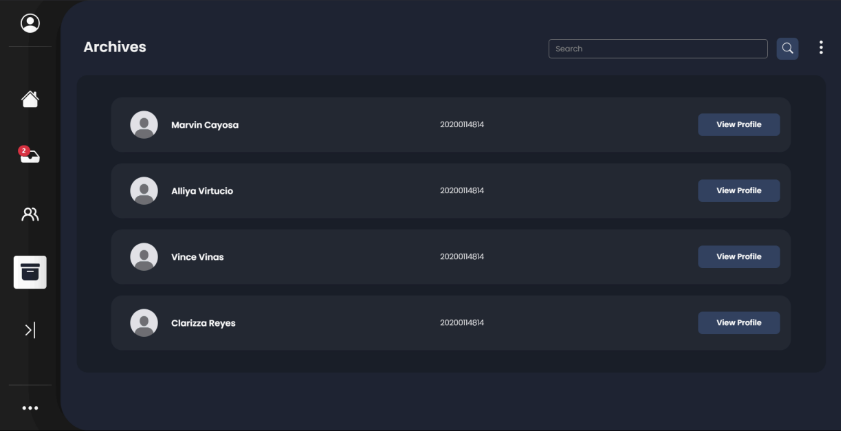 Archives
Search
2
Marvin Cayosa 20200114814 View Profile
Alliya Virtucio 20200114814 View Profile
Vince Vinas 20200114814 View Profile
Clarizza Reyes 20200114814 View Profile